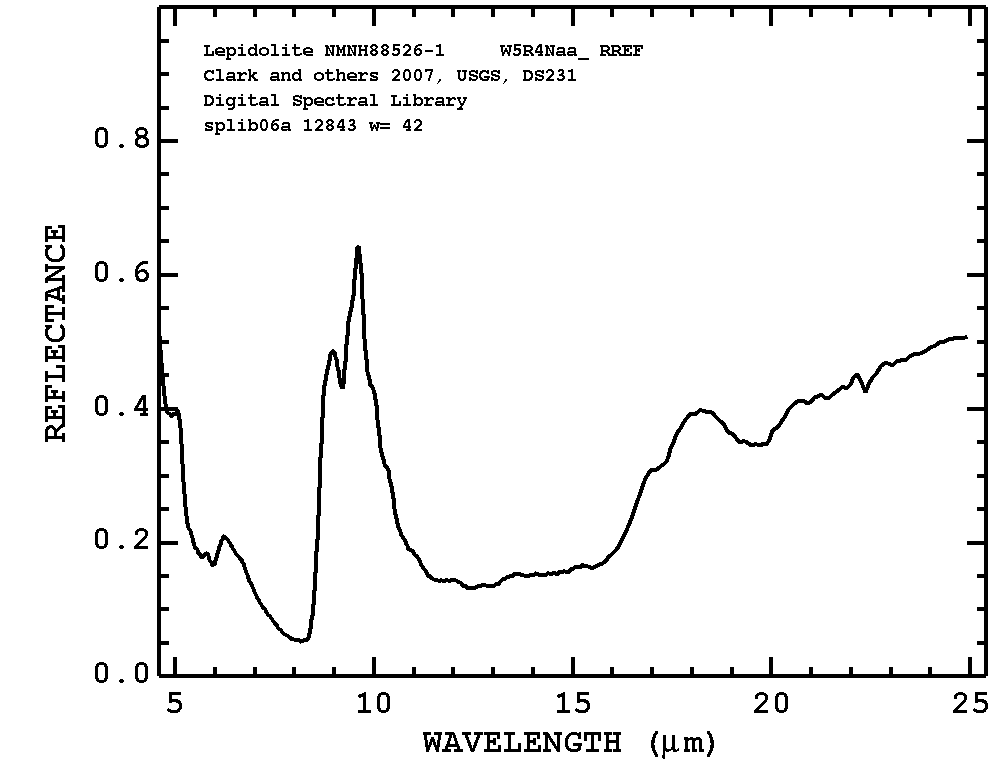 Lepidolite NMNH88526-1 W5R4Naa_ RREF
Clark and others 2007, USGS, DS231
Digital Spectral Library
splib06a 12843 w= 42
REFLECTANCE
0.8
0.6
0.4
0.2
0.0
5 10 15 20 25
WAVELENGTH (μm)